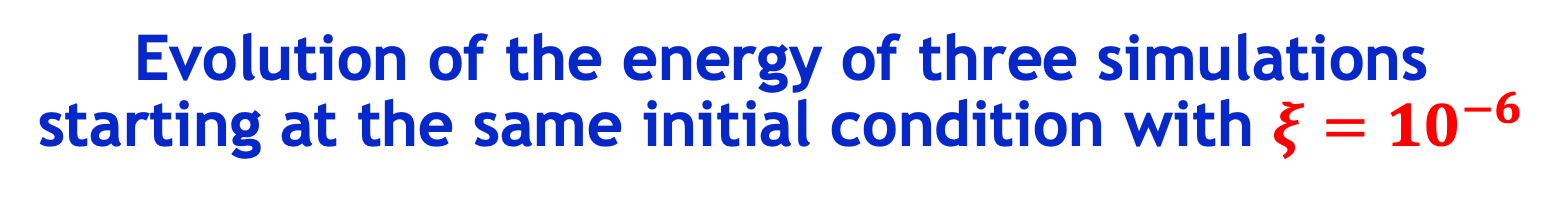 Evolution of the energy of three simulations
starting at the same initial condition with ξ = 10⁻⁶